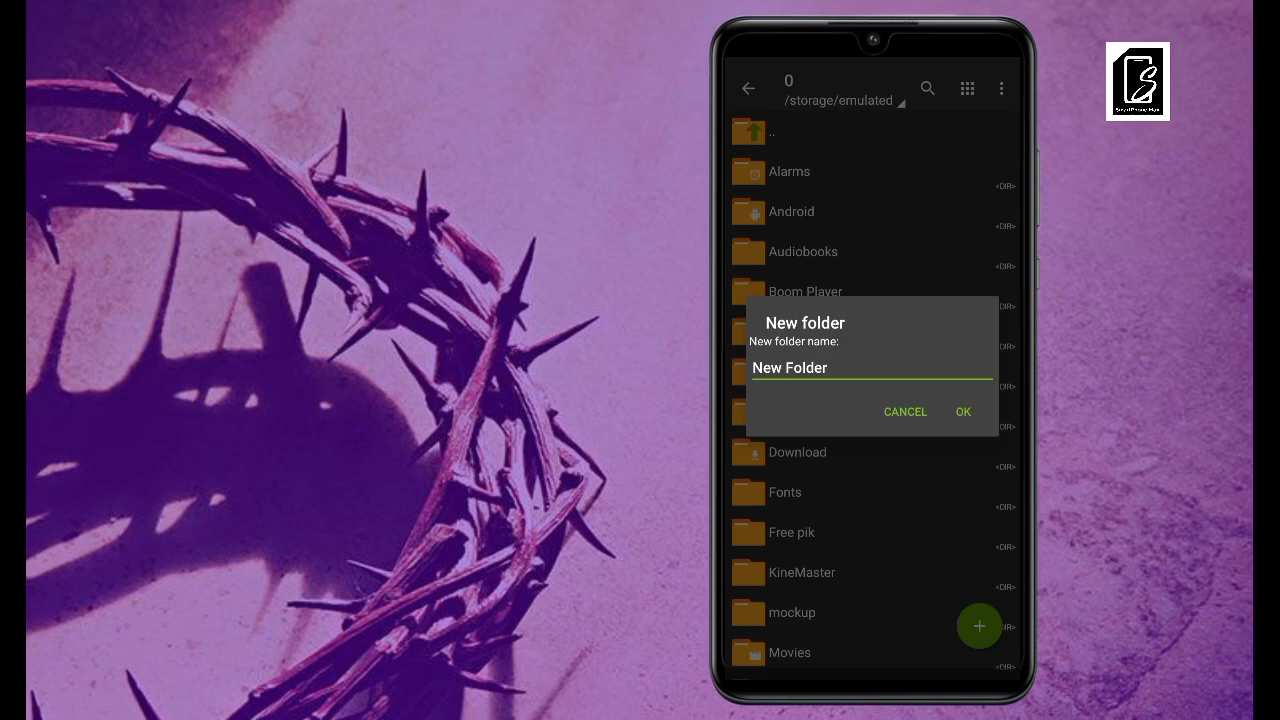 0
/storage/emulated
..
Alarms
<DIR>
Android
<DIR>
Audiobooks
<DIR>
Boom Player
<DIR>
New folder
New folder name:
<DIR>
New Folder
<DIR>
CANCEL OK
<DIR>
Download
<DIR>
Fonts
<DIR>
Free pik
<DIR>
KineMaster
<DIR>
mockup
Movies
<DIR>